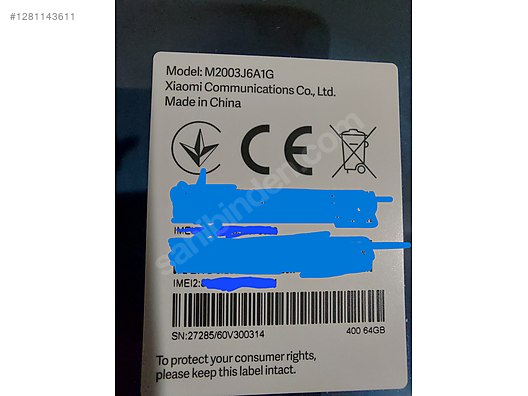 #1281143611
Model: M2003J6A1G
Xiaomi Communications Co., Ltd.
Made in China
CE
sahibinden.com
IMEI
IMEI2:
SN:27285/60V300314 400 64GB
To protect your consumer rights,
please keep this label intact.